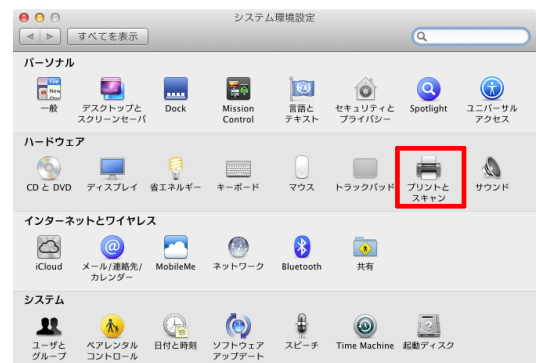 システム環境設定
すべてを表示
パーソナル
一般 デスクトップと Dock Mission 言語と セキュリティと Spotlight ユニバーサル
スクリーンセーバ Control テキスト プライバシー アクセス
ハードウェア
CD と DVD ディスプレイ 省エネルギー キーボード マウス トラックパッド プリントと サウンド
スキャン
インターネットとワイヤレス
iCloud メール/連絡先/ MobileMe ネットワーク Bluetooth 共有
カレンダー
システム
ユーザと ペアレンタル 日付と時刻 ソフトウェア スピーチ Time Machine 起動ディスク
グループ コントロール アップデート